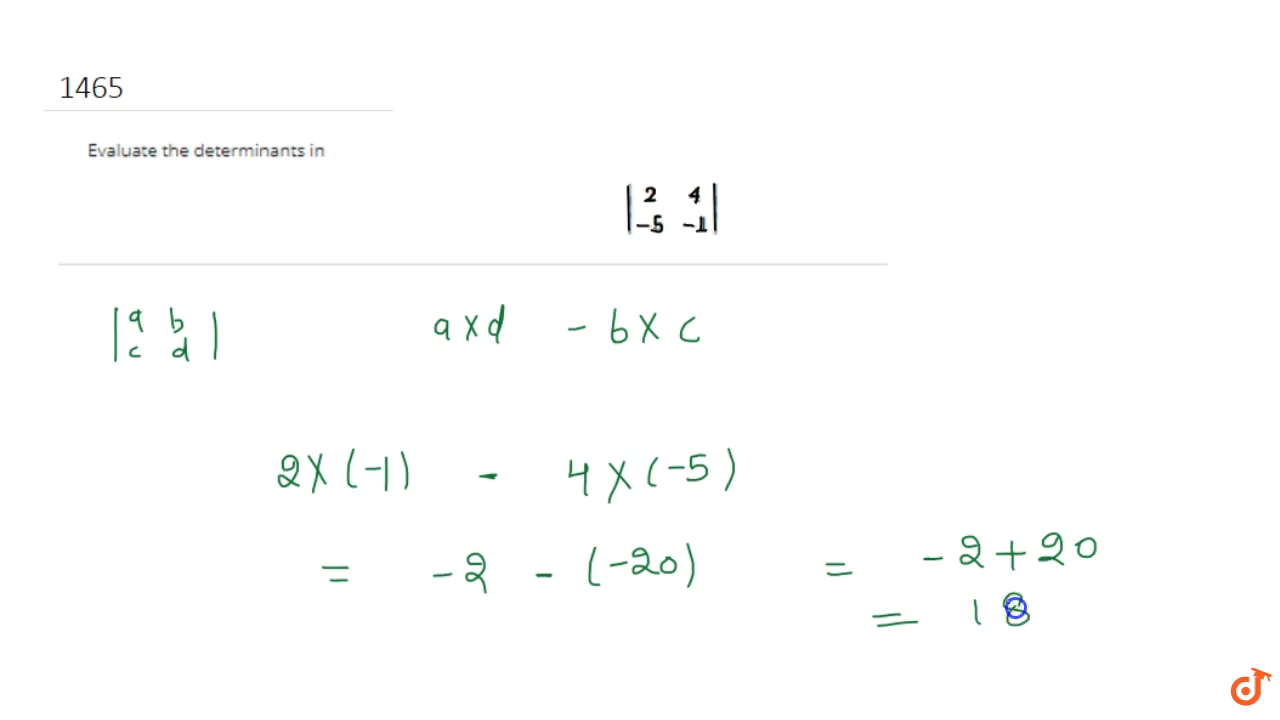 1465
Evaluate the determinants in
| 2 4 |
| -5 -1 |
| a b |
| c d |
a x d - b x c
2 x (-1) - 4 x (-5)
= -2 - (-20) = -2 + 20
= 18